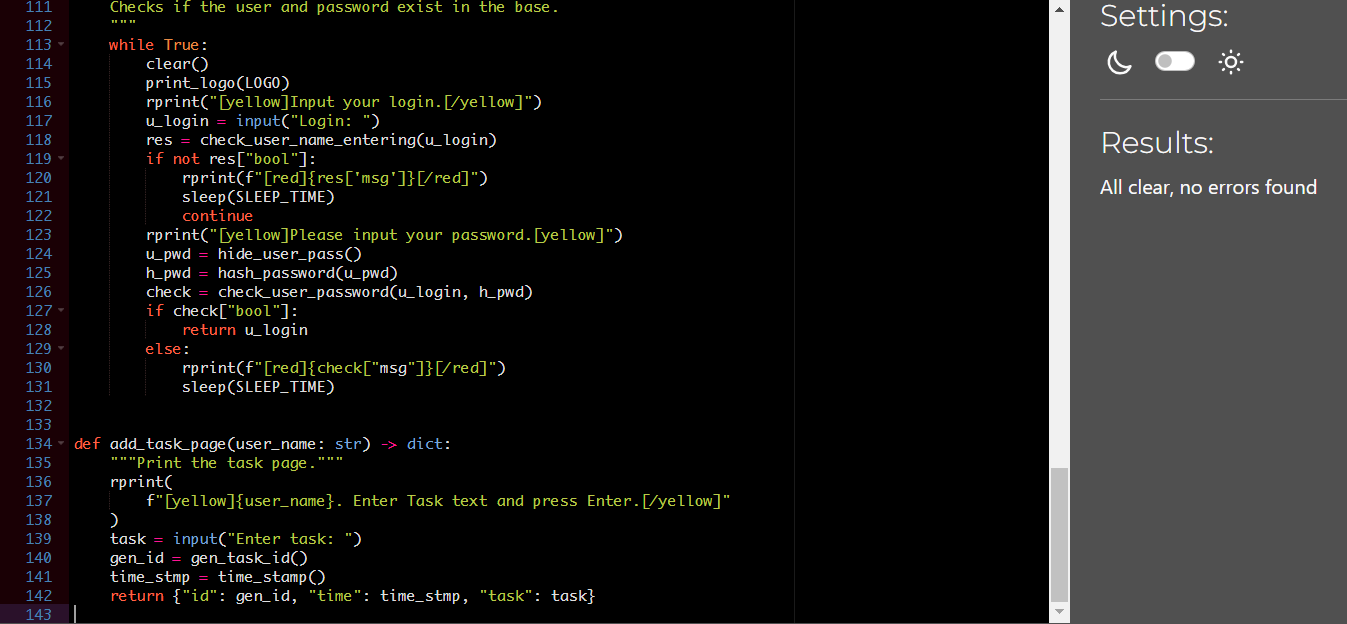 111 Checks if the user and password exist in the base.
112 """
113 while True:
114 clear()
115 print_logo(LOGO)
116 rprint("[yellow]Input your login.[/yellow]")
117 u_login = input("Login: ")
118 res = check_user_name_entering(u_login)
119 if not res["bool"]:
120 rprint(f"[red]{res['msg']}[/red]")
121 sleep(SLEEP_TIME)
122 continue
123 rprint("[yellow]Please input your password.[yellow]")
124 u_pwd = hide_user_pass()
125 h_pwd = hash_password(u_pwd)
126 check = check_user_password(u_login, h_pwd)
127 if check["bool"]:
128 return u_login
129 else:
130 rprint(f"[red]{check["msg"]}[/red]")
131 sleep(SLEEP_TIME)
132
133
134 def add_task_page(user_name: str) -> dict:
135 """Print the task page."""
136 rprint(
137 f"[yellow]{user_name}. Enter Task text and press Enter.[/yellow]"
138 )
139 task = input("Enter task: ")
140 gen_id = gen_task_id()
141 time_stmp = time_stamp()
142 return {"id": gen_id, "time": time_stmp, "task": task}
143
Settings:
Results:
All clear, no errors found